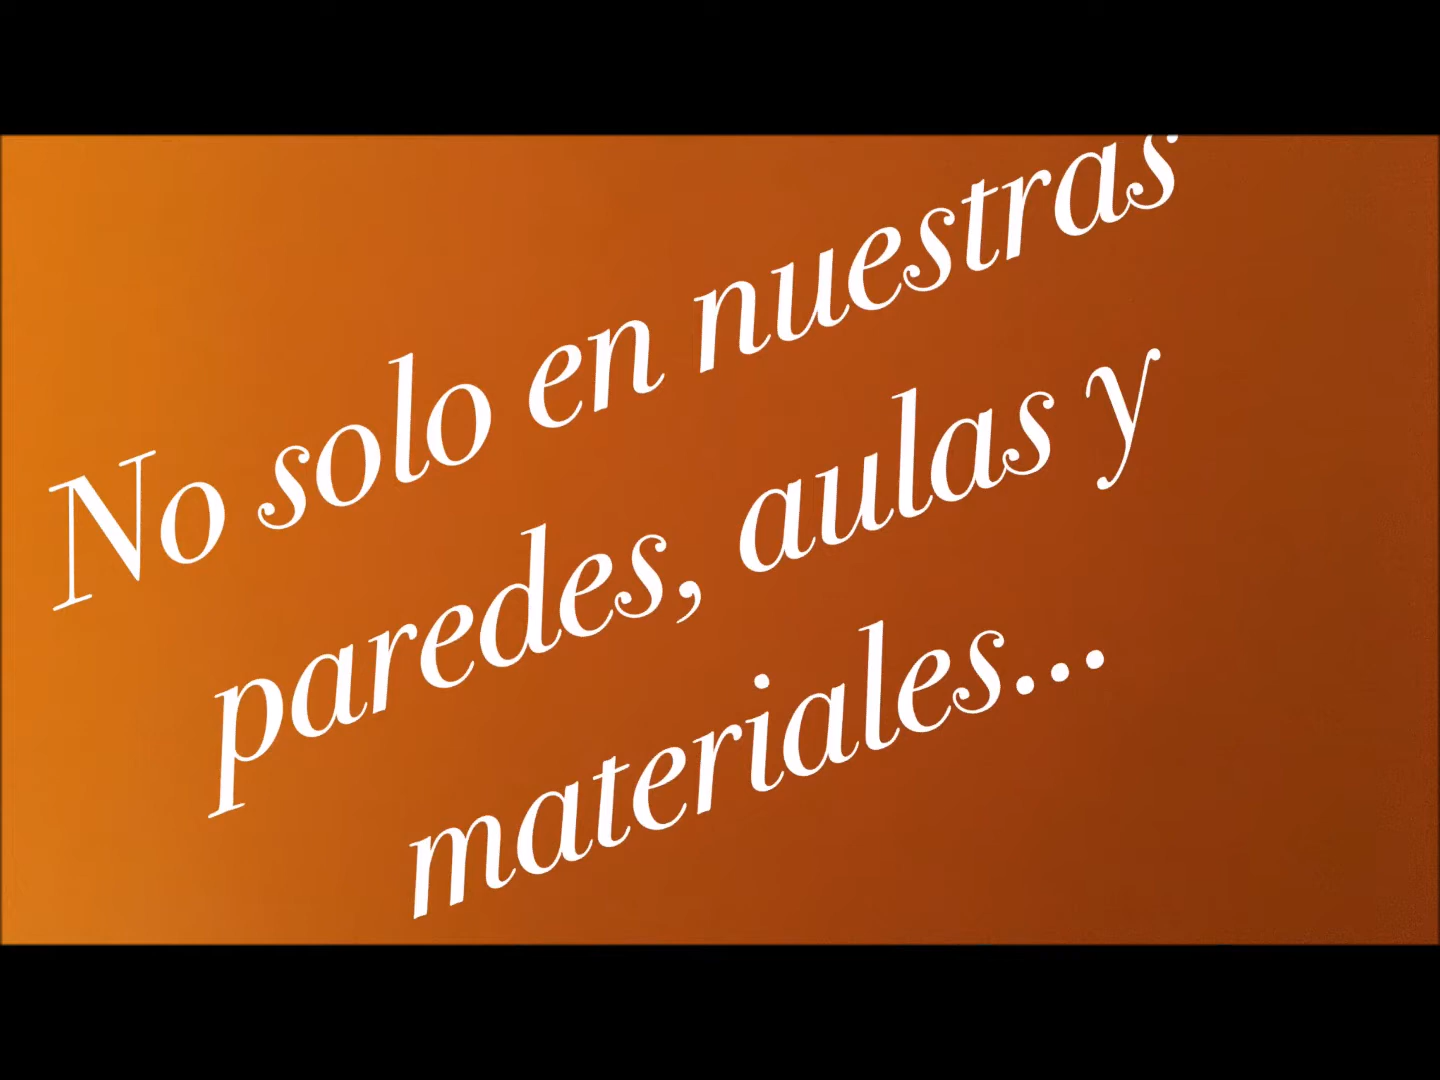 No solo en nuestras
paredes, aulas y
materiales...